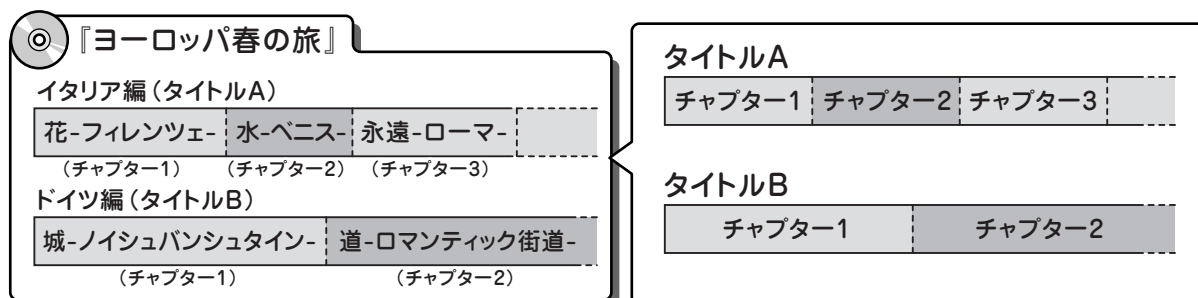 『ヨーロッパ春の旅』
イタリア編（タイトルA）
花-フィレンツェ- 水-ベニス- 永遠-ローマ-
（チャプター1） （チャプター2） （チャプター3）
ドイツ編（タイトルB）
城-ノイシュバンシュタイン- 道-ロマンティック街道-
（チャプター1） （チャプター2）
タイトルA
チャプター1 チャプター2 チャプター3
タイトルB
チャプター1 チャプター2